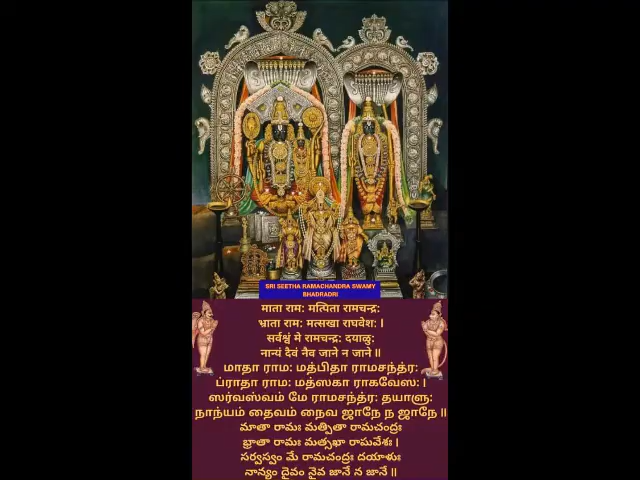 SRI SEETHA RAMACHANDRA SWAMY
BHADRADRI
माता राम: मत्पिता रामचन्द्र:
भ्राता राम: मत्सखा राघवेश: ।
सर्वश्वं मे रामचन्द्र: दयाळु:
नान्यं दैवं नैव जाने न जाने ॥
மாதா ராம: மத்பிதா ராமசந்த்ர:
ப்ராதா ராம: மத்ஸகா ராகவேஸ: |
ஸர்வஸ்வம் மே ராமசந்த்ர: தயாளு:
நாந்யம் தைவம் நைவ ஜாநே ந ஜாநே ||
మాతా రామః మత్పితా రామచంద్రః
భ్రాతా రామః మత్సఖా రాఘవేశః |
సర్వస్వం మే రామచంద్రః దయాళుః
నాన్యం దైవం నైవ జానే న జానే ||